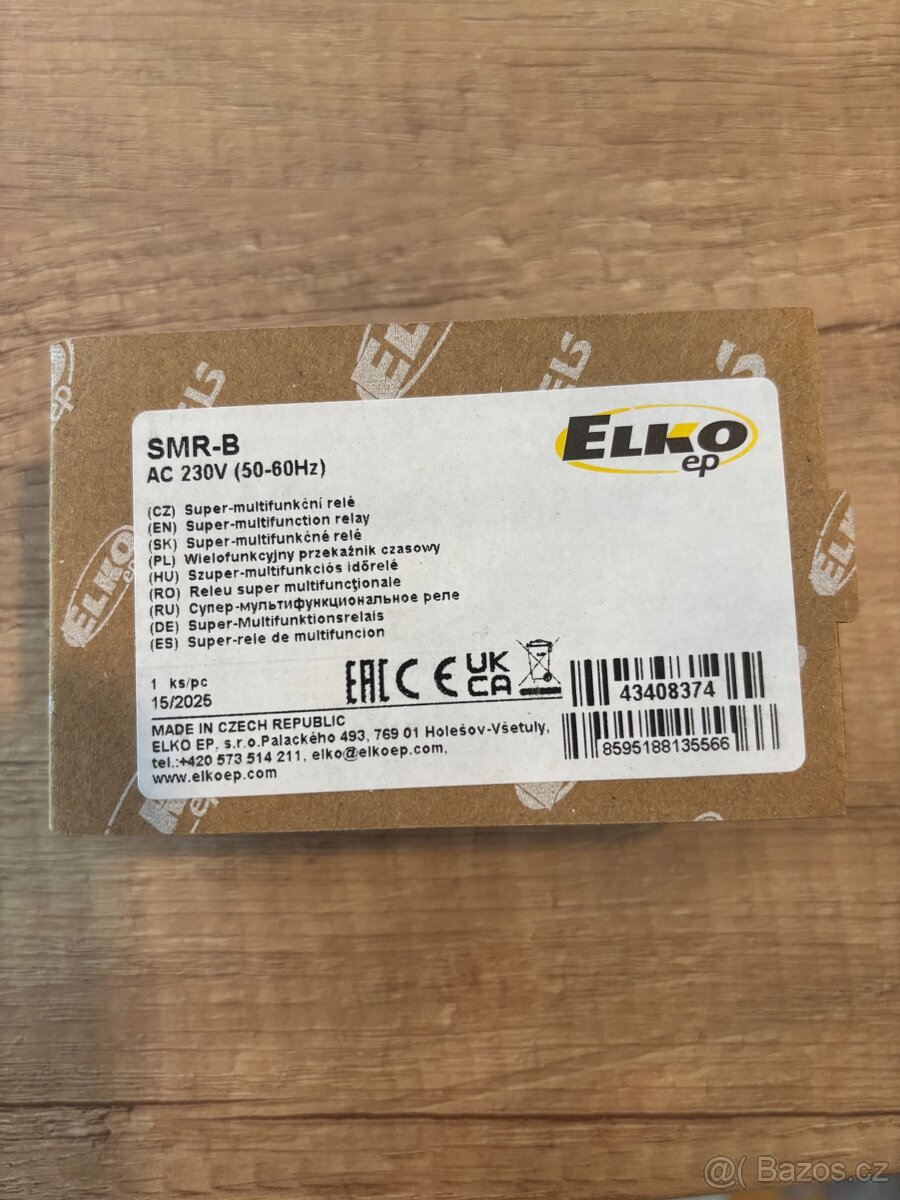 SMR-B
AC 230V (50-60Hz)
ELKO
ep
(CZ) Super-multifunkční relé
(EN) Super-multifunction relay
(SK) Super-multifunkčné relé
(PL) Wielofunkcyjny przekaźnik czasowy
(HU) Szuper-multifunkciós időrelé
(RO) Releu super multifuncţionale
(RU) Супер-мультифункциональное реле
(DE) Super-Multifunktionsrelais
(ES) Super-rele de multifuncion
1 ks/pc
15/2025
EAC CE UK
CA
43408374
8595188135566
MADE IN CZECH REPUBLIC
ELKO EP, s.r.o.Palackého 493, 769 01 Holešov-Všetuly,
tel.:+420 573 514 211, elko@elkoep.com,
www.elkoep.com
@( Bazos.cz